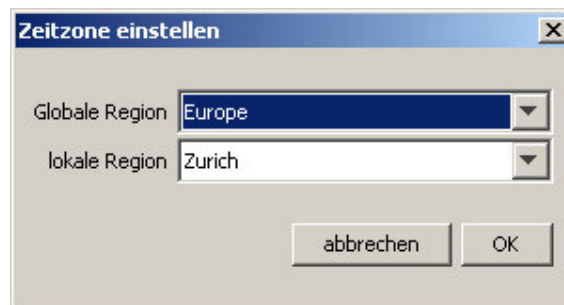 Zeitzone einstellen
Globale Region Europe
lokale Region Zurich
abbrechen OK